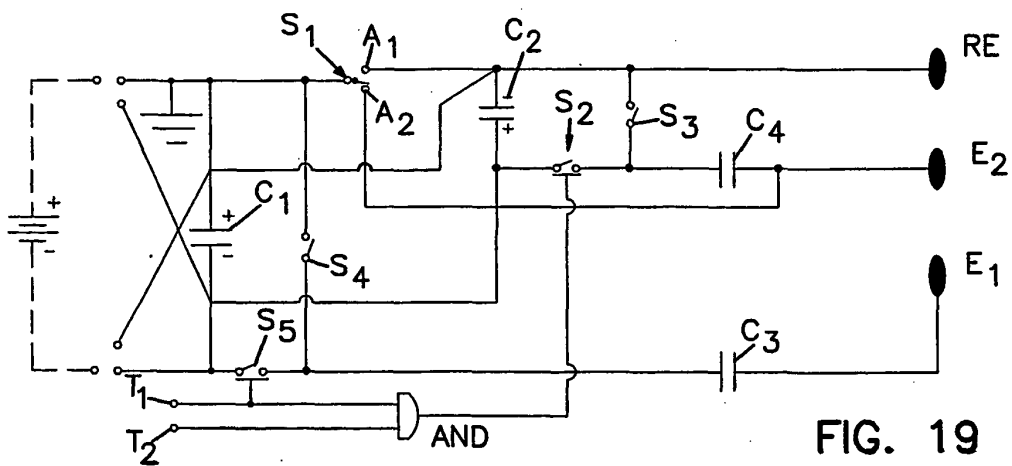 S1 A1 C2 RE
+
A2
-
+
S2 S3 C4 E2
+
-
+ C1
-
S4
E1
S5 C3
T1
T2 AND
FIG. 19